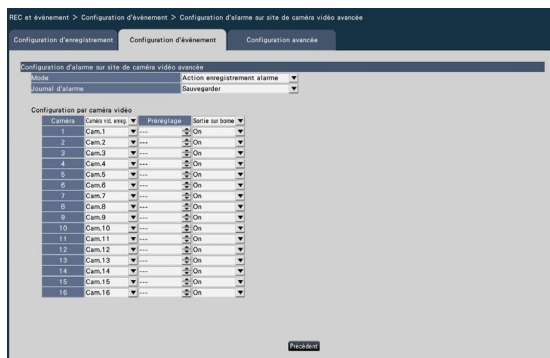 REC et évènement > Configuration d'évènement > Configuration d'alarme sur site de caméra vidéo avancée
Configuration d'enregistrement Configuration d'évènement Configuration avancée
Configuration d'alarme sur site de caméra vidéo avancée
Mode Action enregistrement alarme
Journal d'alarme Sauvegarder
Configuration par caméra vidéo
Caméra Caméra vid. enreg. Préréglage Sortie sur borne
1 Cam.1 --- On
2 Cam.2 --- On
3 Cam.3 --- On
4 Cam.4 --- On
5 Cam.5 --- On
6 Cam.6 --- On
7 Cam.7 --- On
8 Cam.8 --- On
9 Cam.9 --- On
10 Cam.10 --- On
11 Cam.11 --- On
12 Cam.12 --- On
13 Cam.13 --- On
14 Cam.14 --- On
15 Cam.15 --- On
16 Cam.16 --- On
Précédent